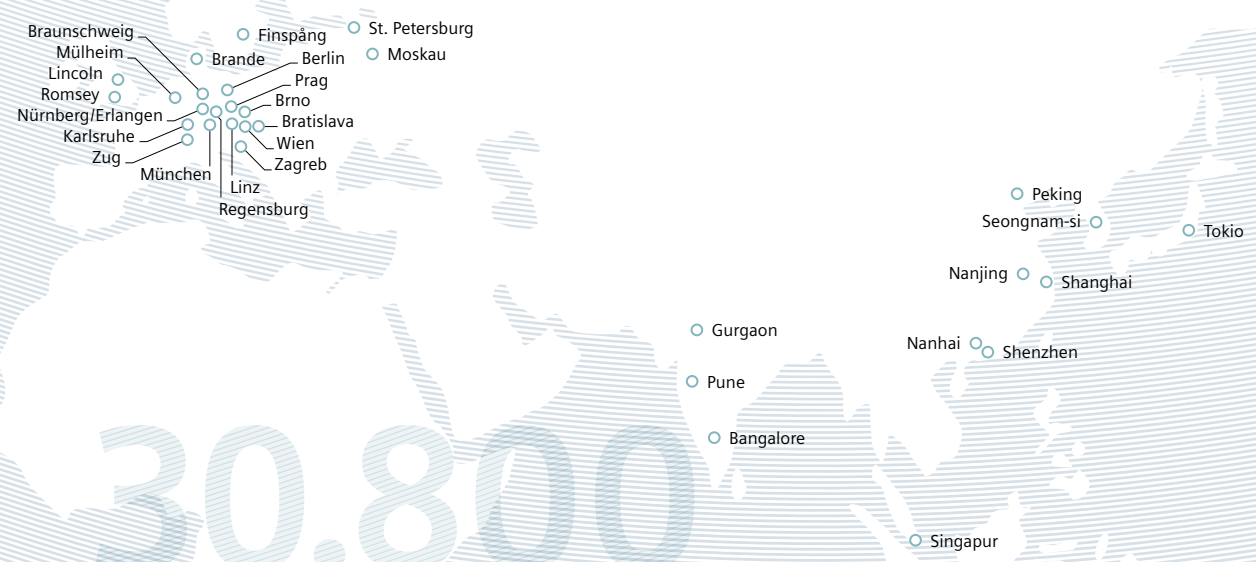 Braunschweig
Mülheim
Lincoln
Romsey
Nürnberg/Erlangen
Karlsruhe
Zug
München
Finspång
Brande
Berlin
Prag
Brno
Bratislava
Wien
Zagreb
Linz
Regensburg
St. Petersburg
Moskau
Peking
Seongnam-si
Tokio
Nanjing
Shanghai
Gurgaon
Nanhai
Shenzhen
Pune
Bangalore
Singapur
30.800